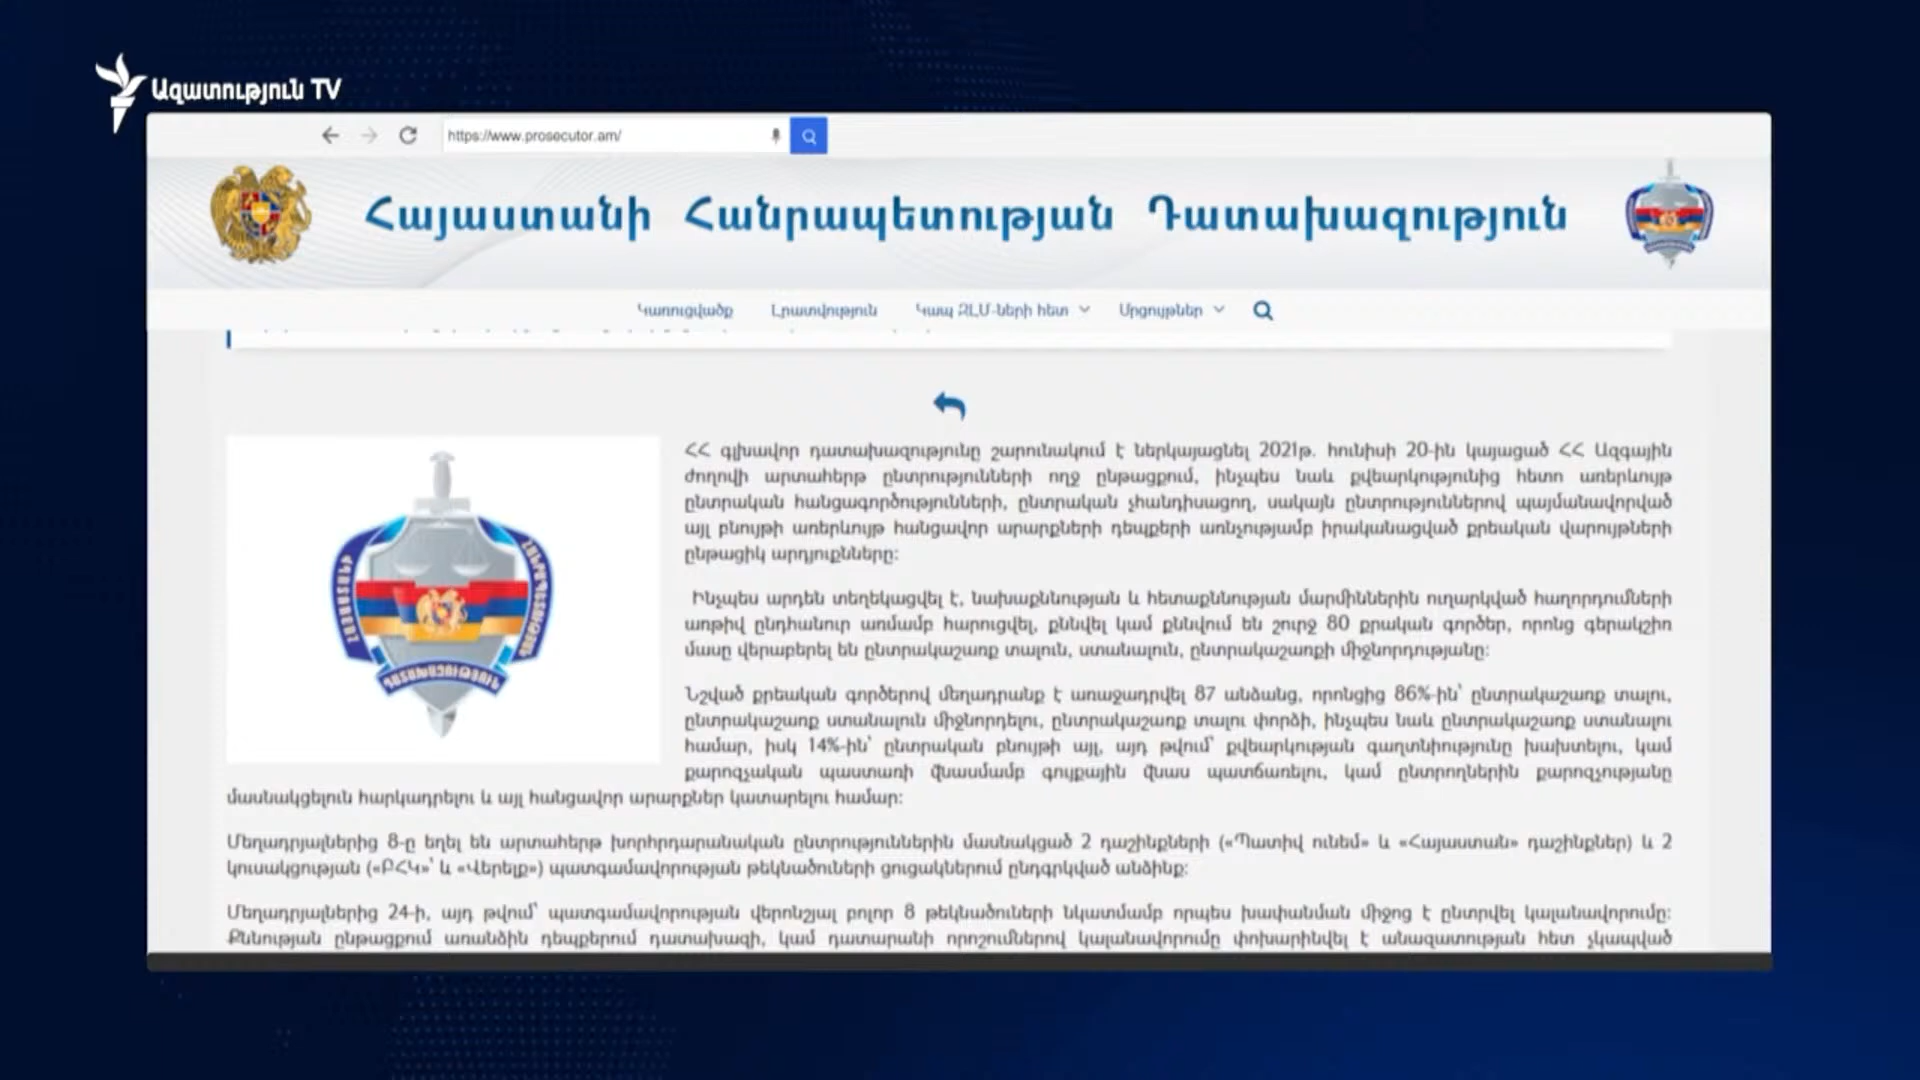 Ազատություն TV
https://www.prosecutor.am/
Հայաստանի Հանրապետության Դատախազություն
Կառուցվածք Լրատվություն Կապ ԶԼՄ-ների հետ Մրցույթներ
ՀՀ գլխավոր դատախազությունը շարունակում է ներկայացնել 2021թ. հունիսի 20-ին կայացած ՀՀ Ազգային
ժողովի արտահերթ ընտրությունների ողջ ընթացքում, ինչպես նաև քվեարկությունից հետո առերևույթ
ընտրական հանցագործությունների, ընտրական չհանդիսացող, սակայն ընտրություններով պայմանավորված
այլ բնույթի առերևույթ հանցավոր արարքների դեպքերի առնչությամբ իրականացված քրեական վարույթների
ընթացիկ արդյունքները:
Ինչպես արդեն տեղեկացվել է, նախաքննության և հետաքննության մարմիններին ուղարկված հաղորդումների
առթիվ ընդհանուր առմամբ հարուցվել, քննվել կամ քննվում են շուրջ 80 քրական գործեր, որոնց գերակշիռ
մասը վերաբերել են ընտրակաշառք տալուն, ստանալուն, ընտրակաշառքի միջնորդությանը:
Նշված քրեական գործերով մեղադրանք է առաջադրվել 87 անձանց, որոնցից 86%-ին՝ ընտրակաշառք տալու,
ընտրակաշառք ստանալուն միջնորդելու, ընտրակաշառք տալու փորձի, ինչպես նաև ընտրակաշառք ստանալու
համար, իսկ 14%-ին՝ ընտրական բնույթի այլ, այդ թվում՝ քվեարկության գաղտնիությունը խախտելու, կամ
քարոզչական պաստառի վնասմամբ գույքային վնաս պատճառելու, կամ ընտրողներին քարոզչությանը
մասնակցելուն հարկադրելու և այլ հանցավոր արարքներ կատարելու համար:
Մեղադրյալներից 8-ը եղել են արտահերթ խորհրդարանական ընտրություններին մասնակցած 2 դաշինքների («Պատիվ ունեմ» և «Հայաստան» դաշինքներ) և 2
կուսակցության («ԲՀԿ»՝ և «Վերելք») պատգամավորության թեկնածուների ցուցակներում ընդգրկված անձինք:
Մեղադրյալներից 24-ի, այդ թվում՝ պատգամավորության վերոնշյալ բոլոր 8 թեկնածուների նկատմամբ որպես խափանման միջոց է ընտրվել կալանավորումը:
Քննության ընթացքում առանձին դեպքերում դատախազի, կամ դատարանի որոշումներով կալանավորումը փոխարինվել է անազատության հետ չկապված
ՀԱՅԱՍՏԱՆԻ
ՀԱՆՐԱՊԵՏՈՒԹՅԱՆ
ԴԱՏԱԽԱԶՈՒԹՅՈՒՆ